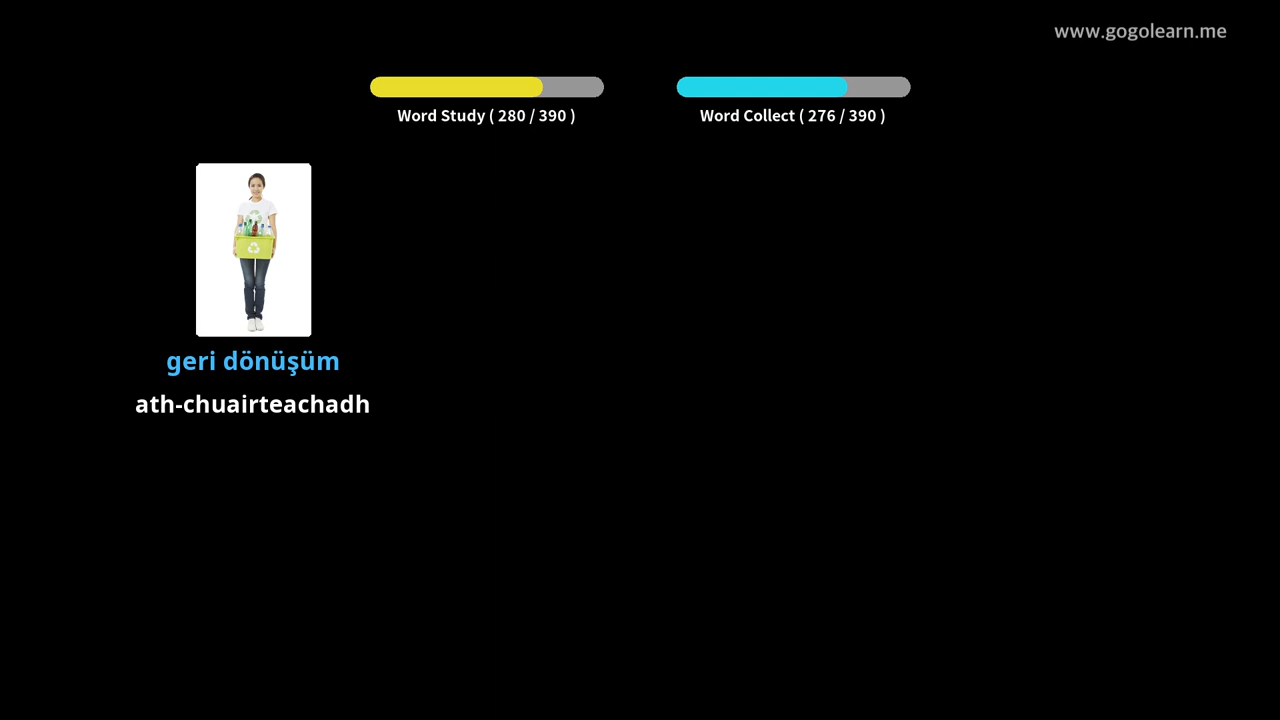 www.gogolearn.me
Word Study ( 280 / 390 )
Word Collect ( 276 / 390 )
geri dönüşüm
ath-chuairteachadh